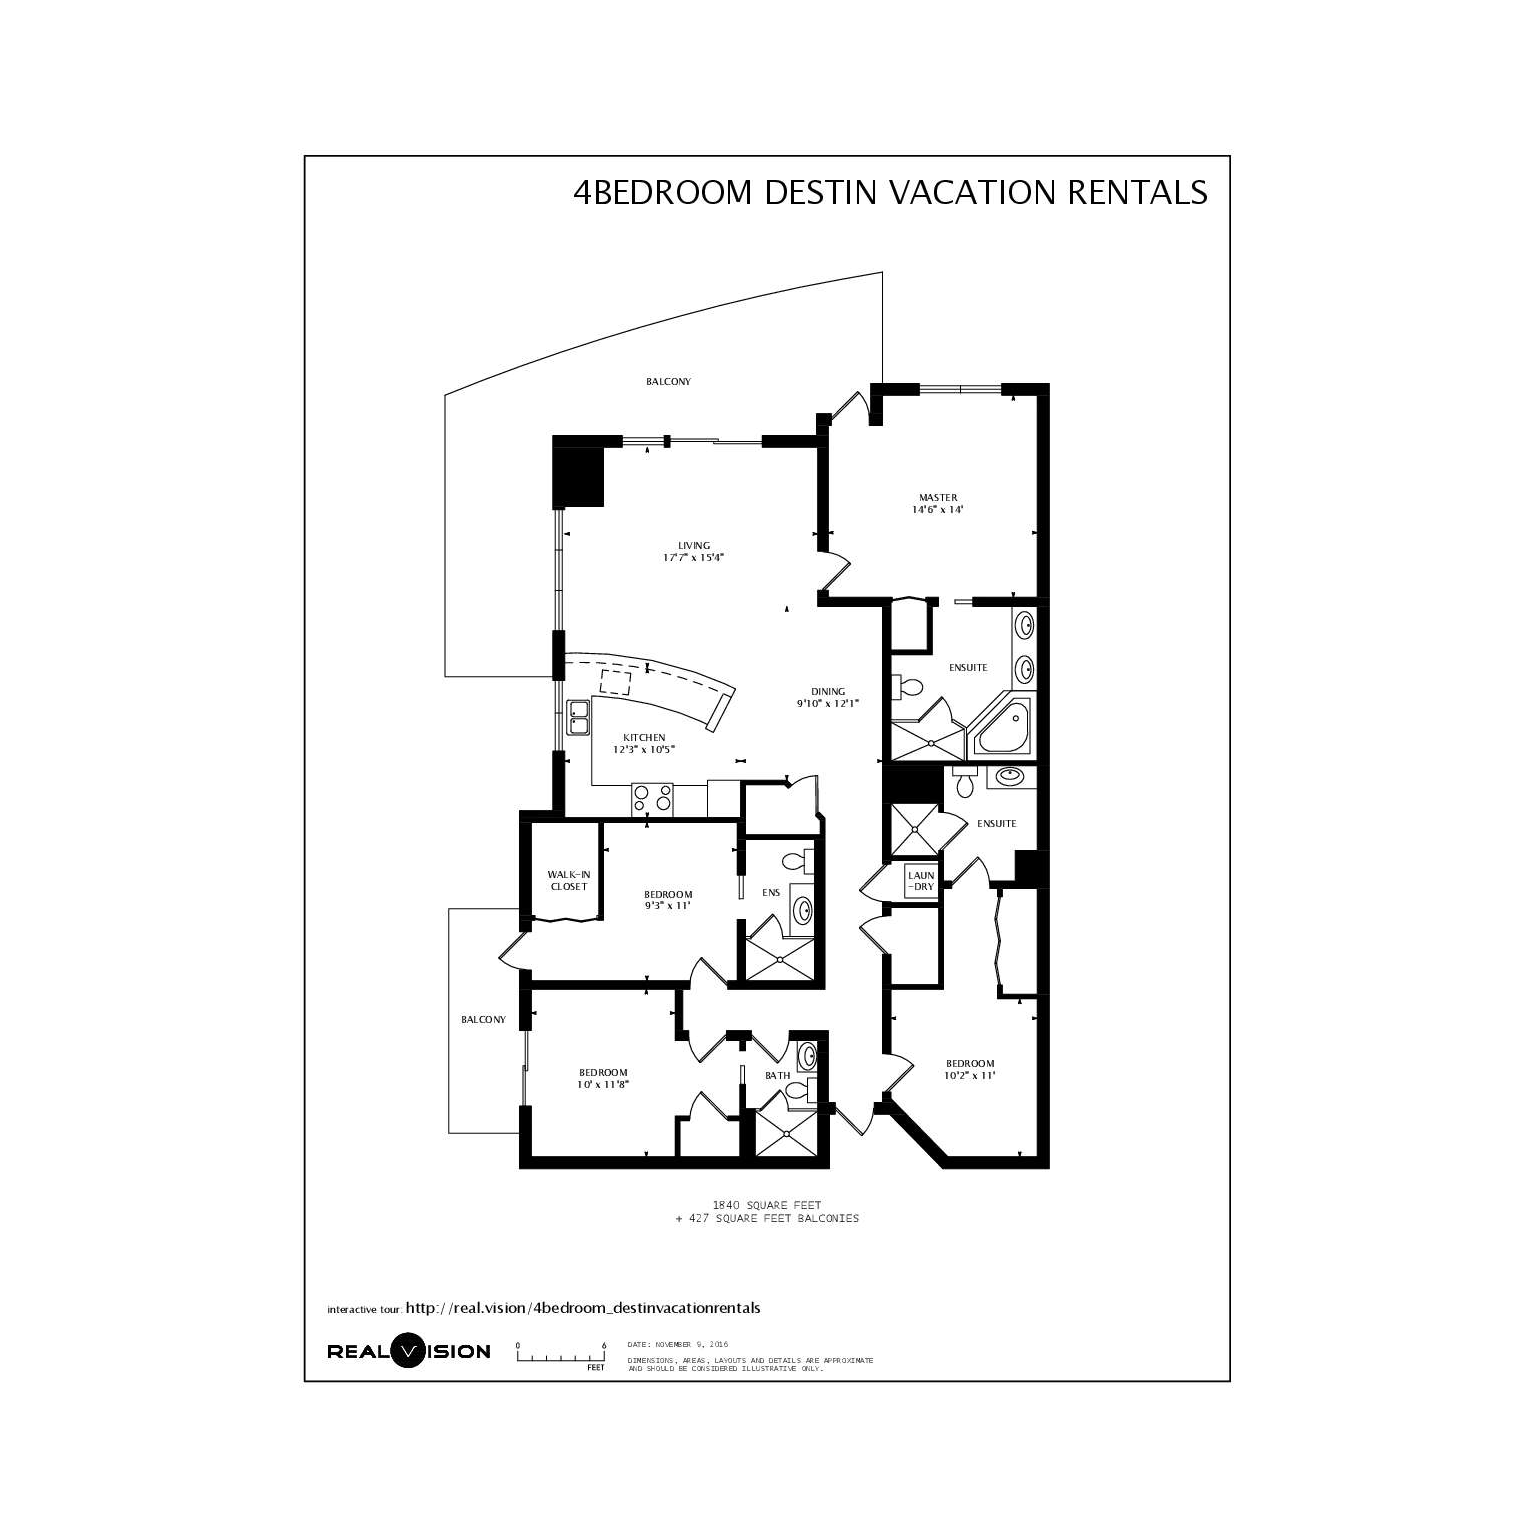 4BEDROOM DESTIN VACATION RENTALS
BALCONY
MASTER
14'6" x 14'
LIVING
17'7" x 15'4"
ENSUITE
DINING
9'10" x 12'1"
KITCHEN
12'3" x 10'5"
ENSUITE
WALK-IN
CLOSET
LAUN
-DRY
BEDROOM
9'3" x 11'
ENS
BALCONY
BEDROOM
10' x 11'8"
BATH
BEDROOM
10'2" x 11'
1840 SQUARE FEET
+ 427 SQUARE FEET BALCONIES
interactive tour: http://real.vision/4bedroom_destinvacationrentals
REAL VISION
0 6
FEET
DATE: NOVEMBER 9, 2016
DIMENSIONS, AREAS, LAYOUTS AND DETAILS ARE APPROXIMATE
AND SHOULD BE CONSIDERED ILLUSTRATIVE ONLY.